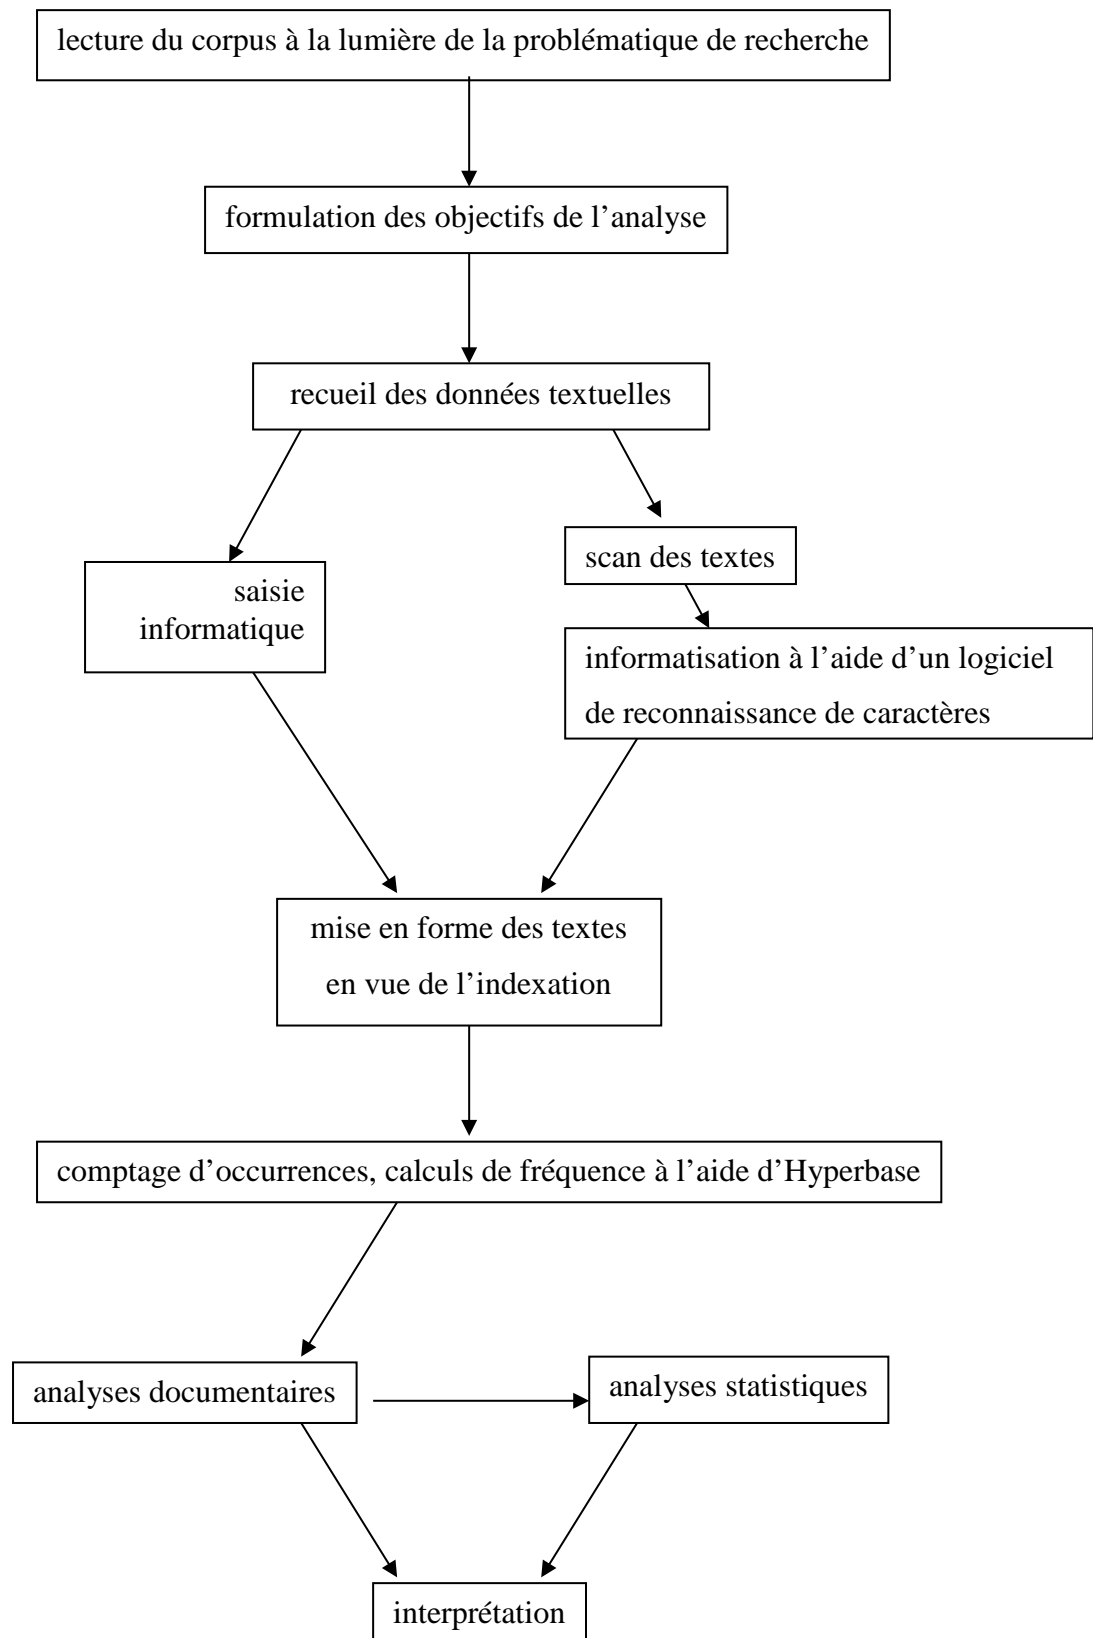 lecture du corpus à la lumière de la problématique de recherche
formulation des objectifs de l’analyse
recueil des données textuelles
saisie
informatique
scan des textes
informatisation à l’aide d’un logiciel
de reconnaissance de caractères
mise en forme des textes
en vue de l’indexation
comptage d’occurrences, calculs de fréquence à l’aide d’Hyperbase
analyses documentaires
analyses statistiques
interprétation